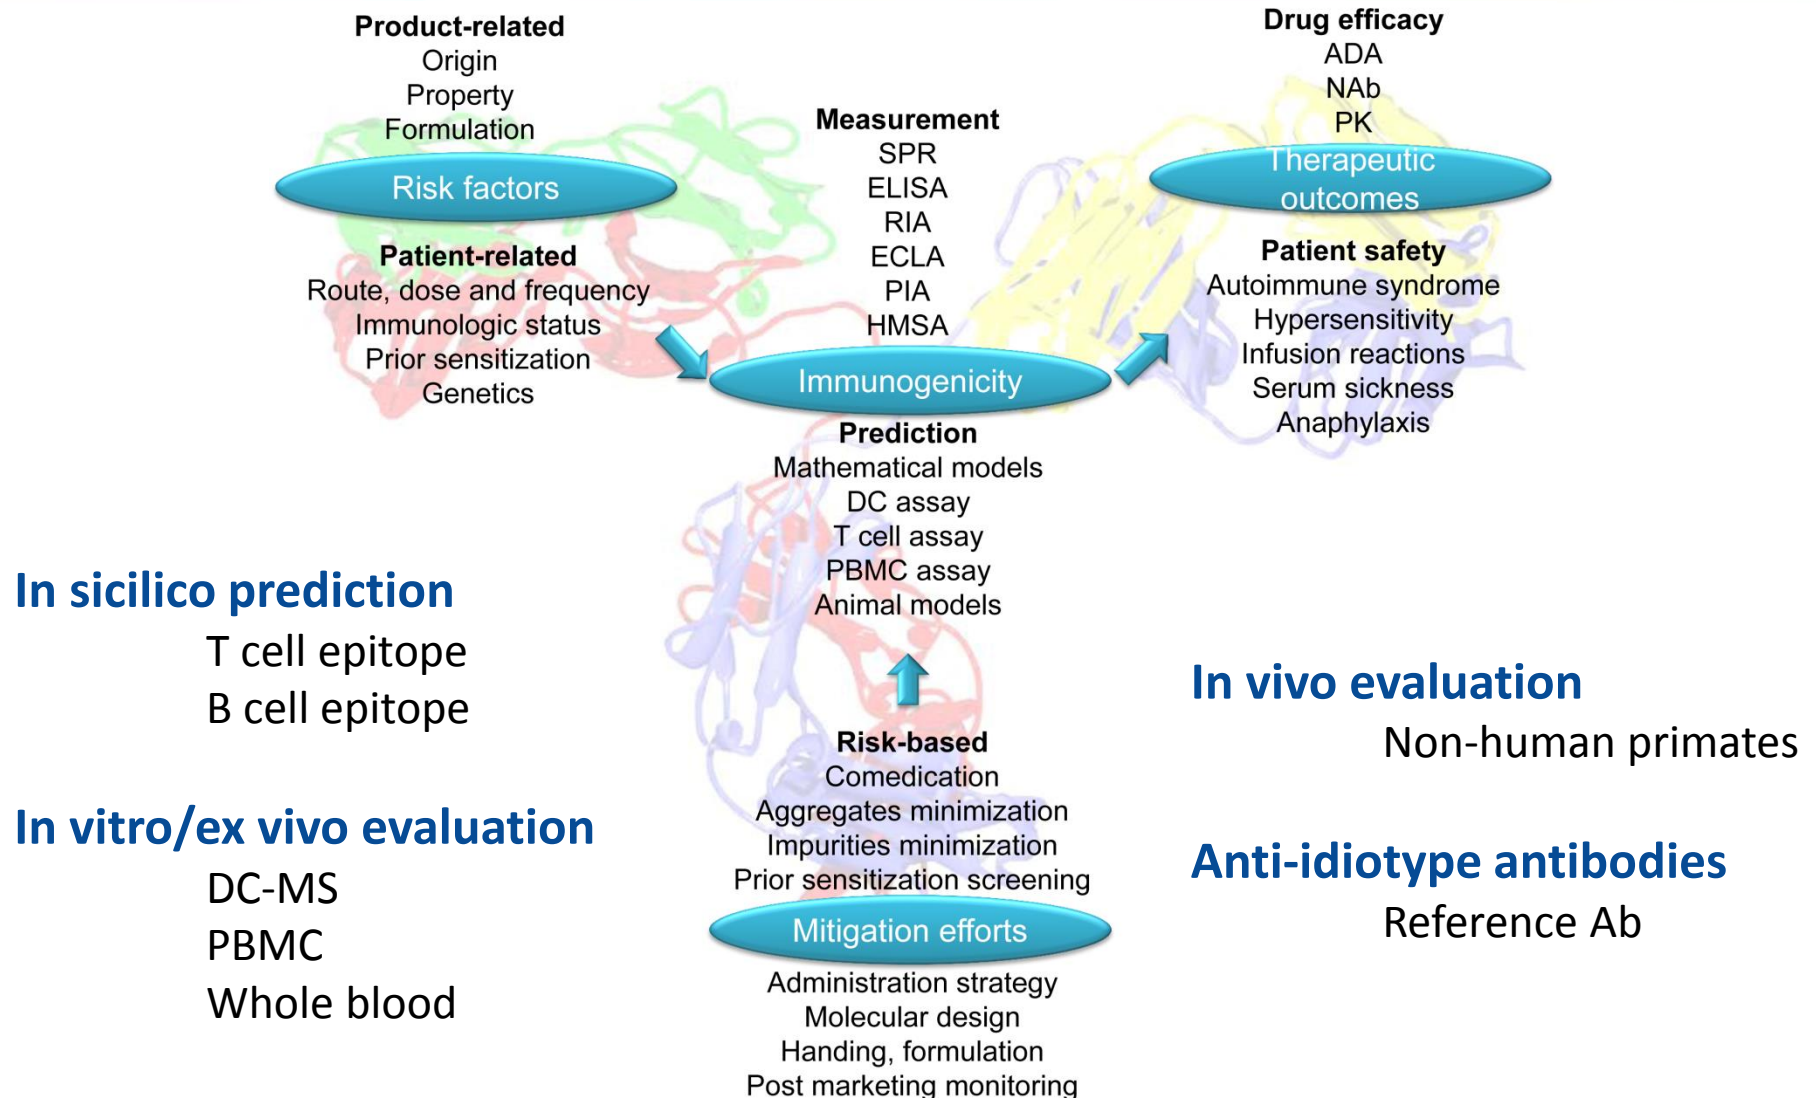 Product-related
Origin
Property
Formulation
Risk factors
Patient-related
Route, dose and frequency
Immunologic status
Prior sensitization
Genetics
Measurement
SPR
ELISA
RIA
ECLA
PIA
HMSA
Immunogenicity
Prediction
Mathematical models
DC assay
T cell assay
PBMC assay
Animal models
Drug efficacy
ADA
NAb
PK
Therapeutic
outcomes
Patient safety
Autoimmune syndrome
Hypersensitivity
Infusion reactions
Serum sickness
Anaphylaxis
Risk-based
Comedication
Aggregates minimization
Impurities minimization
Prior sensitization screening
Mitigation efforts
Administration strategy
Molecular design
Handing, formulation
Post marketing monitoring
In sicilico prediction
T cell epitope
B cell epitope
In vitro/ex vivo evaluation
DC-MS
PBMC
Whole blood
In vivo evaluation
Non-human primates
Anti-idiotype antibodies
Reference Ab